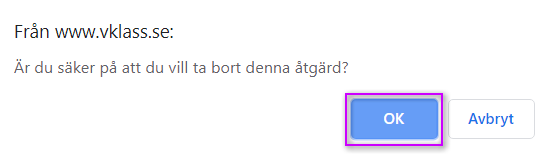 Från www.vklass.se:
Är du säker på att du vill ta bort denna åtgärd?
OK Avbryt